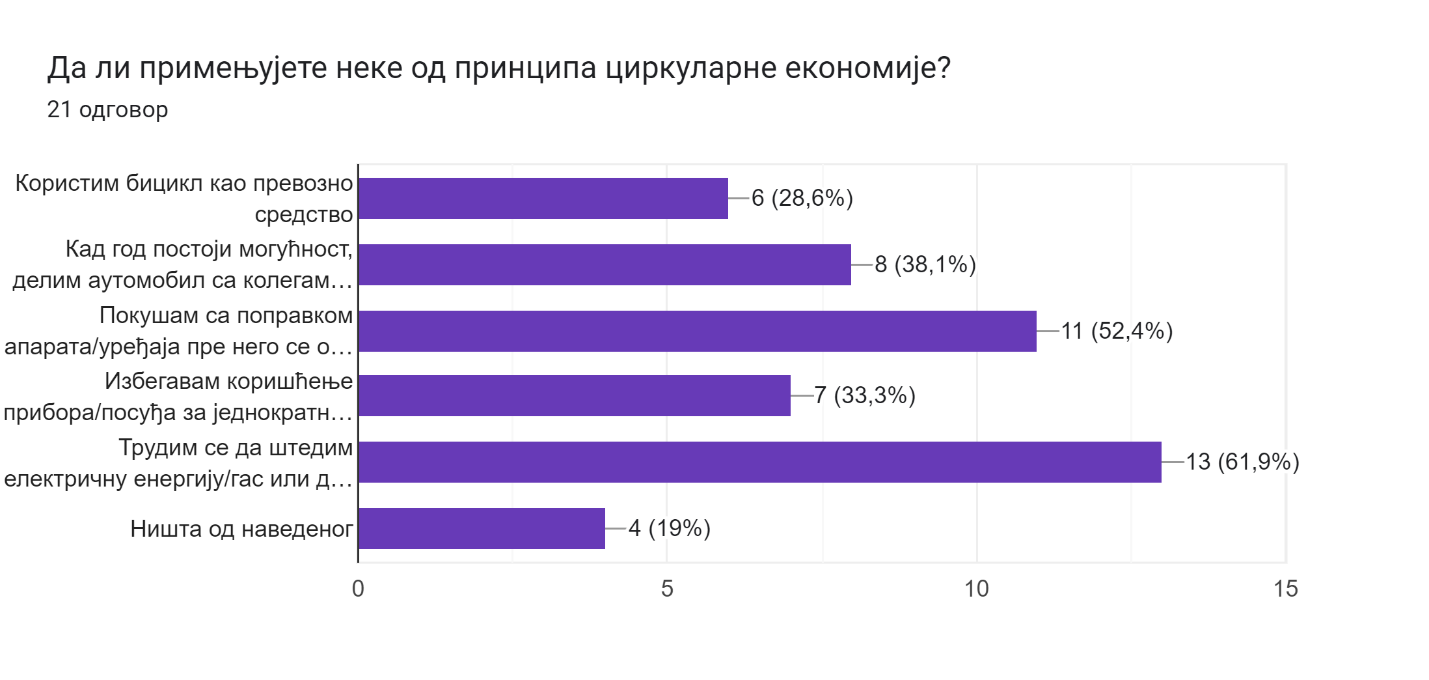 Да ли примењујете неке од принципа циркуларне економије?
21 одговор
Користим бицикл као превозно
средство
6 (28,6%)
Кад год постоји могућност,
делим аутомобил са колегам…
8 (38,1%)
Покушам са поправком
апарата/уређаја пре него се о…
11 (52,4%)
Избегавам коришћење
прибора/посуђа за једнократн…
7 (33,3%)
Трудим се да штедим
електричну енергију/гас или д…
13 (61,9%)
Ништа од наведеног
4 (19%)
0 5 10 15